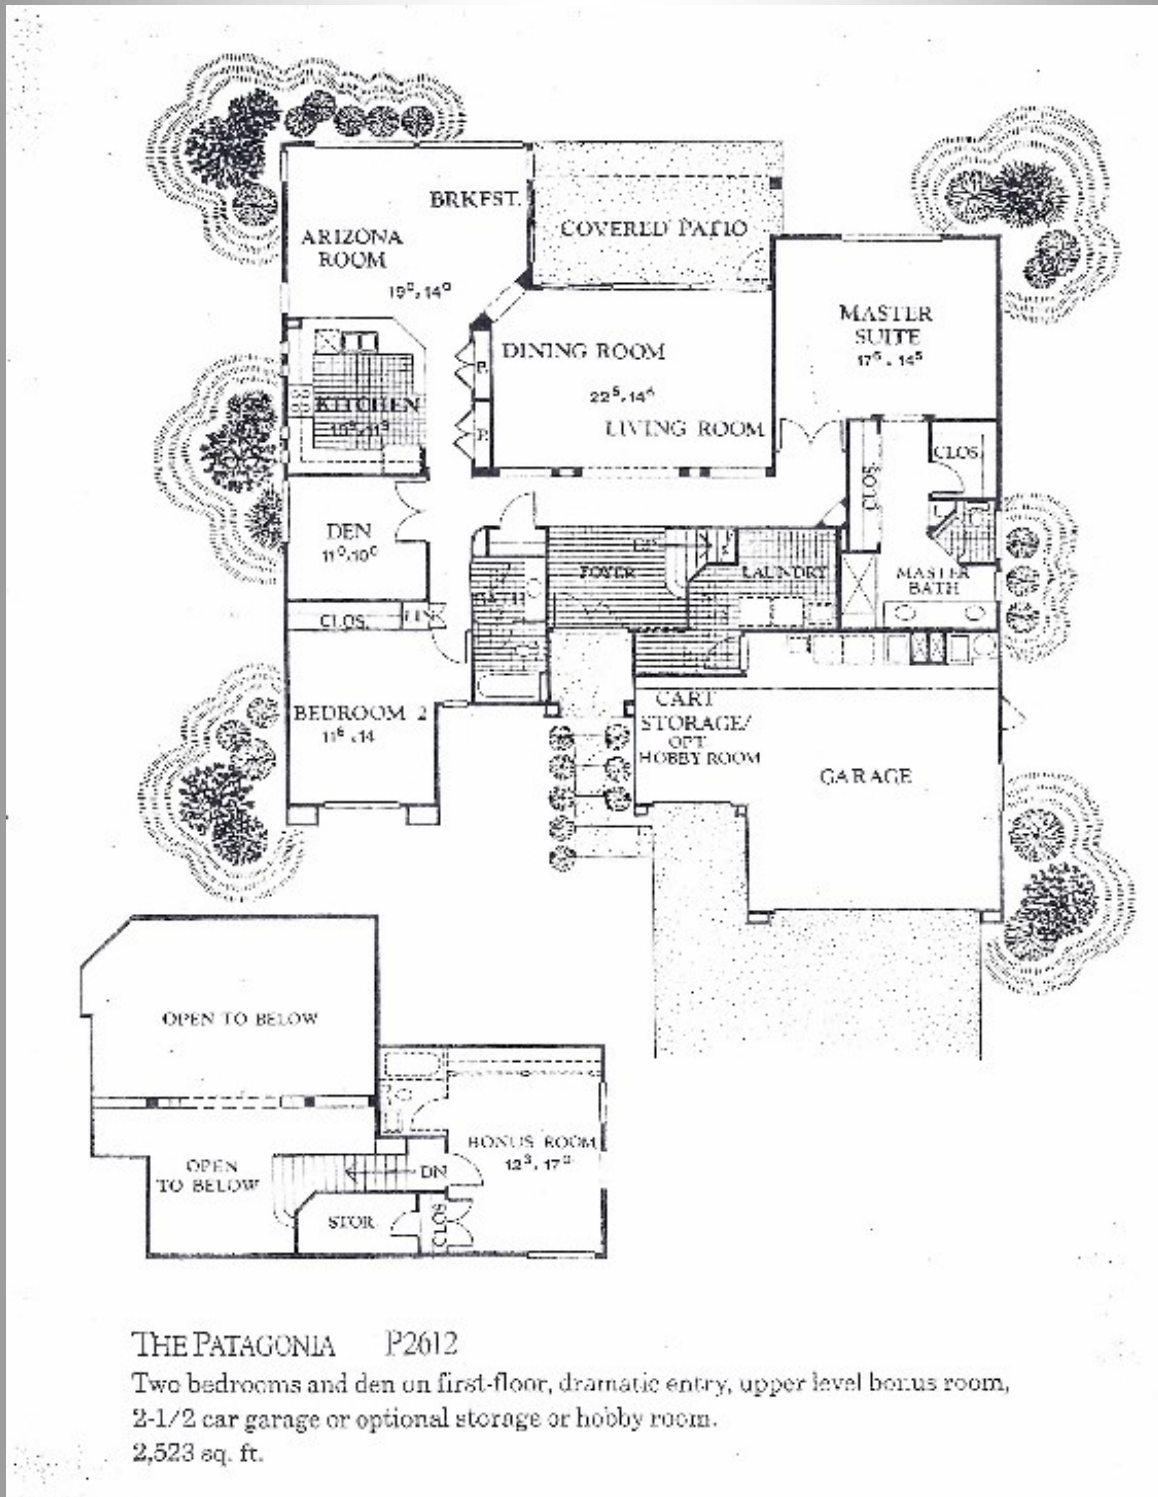 BRKFST.
COVERED PATIO
ARIZONA
ROOM
19⁰ . 14⁰
MASTER
SUITE
17⁶ . 14⁵
DINING ROOM
P.
KITCHEN
LIVING ROOM
P.
CLOS.
CLOS.
DEN
11⁰ . 10⁰
FOYER
LAUNDRY
MASTER
BATH
BATH
CLOS.
LIN
BEDROOM 2
11⁶ . 14
CART
STORAGE/
OPT
HOBBY ROOM
GARAGE
OPEN TO BELOW
BONUS ROOM
12³ . 17⁰
OPEN
TO BELOW
DN
STOR.
CLOS
THE PATAGONIA P2612
Two bedrooms and den on first-floor, dramatic entry, upper level bonus room,
2-1/2 car garage or optional storage or hobby room.
2,523 sq. ft.